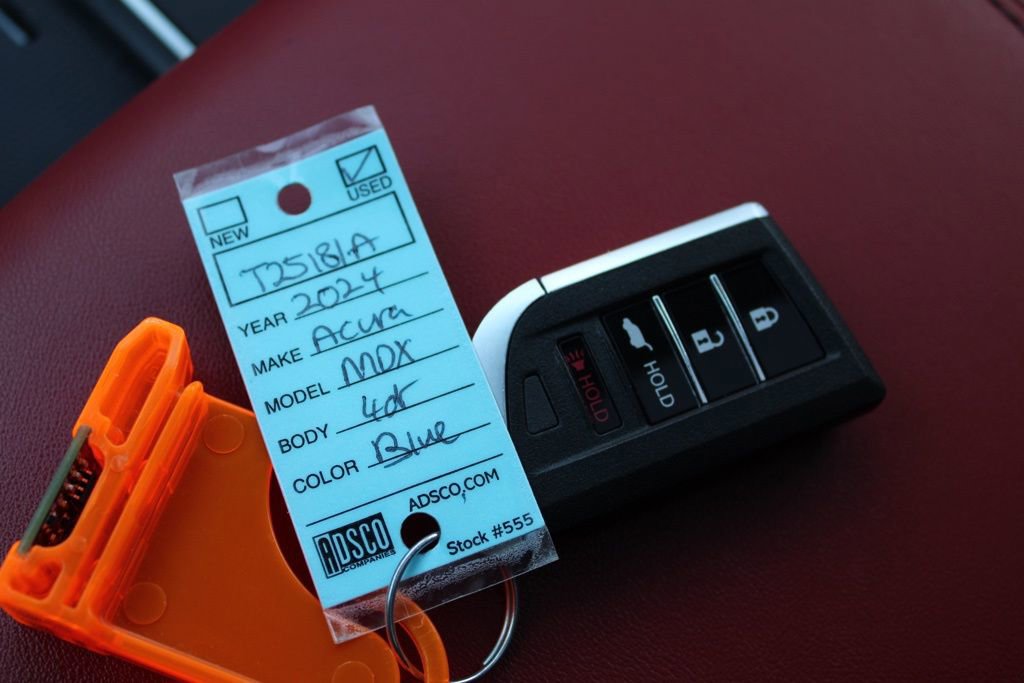 NEW
USED
T25181A
YEAR 2024
MAKE Acura
MODEL MDX
BODY 4dr
COLOR Blue
ADSCO.COM
ADSCO
COMPANIES
Stock #555
HOLD
HOLD